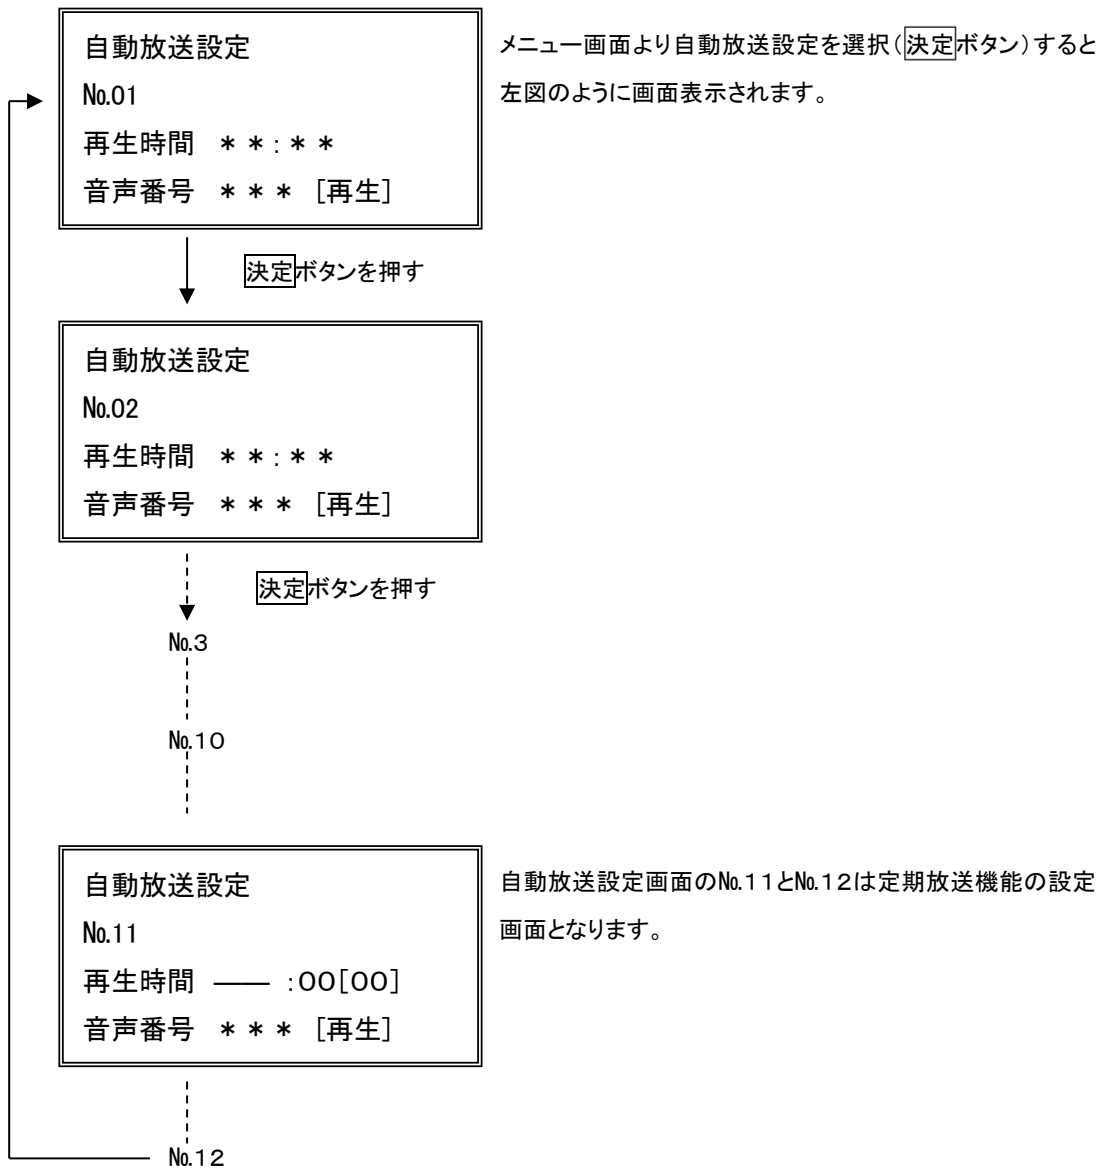 自動放送設定
№.01
再生時間 ＊＊：＊＊
音声番号 ＊＊＊ ［再生］
メニュー画面より自動放送設定を選択（決定ボタン）すると
左図のように画面表示されます。
決定ボタンを押す
自動放送設定
№.02
再生時間 ＊＊：＊＊
音声番号 ＊＊＊ ［再生］
決定ボタンを押す
№.３
№.１０
自動放送設定
№.11
再生時間 —— ：００［００］
音声番号 ＊＊＊ ［再生］
自動放送設定画面の№.１１と№.１２は定期放送機能の設定
画面となります。
№.１２